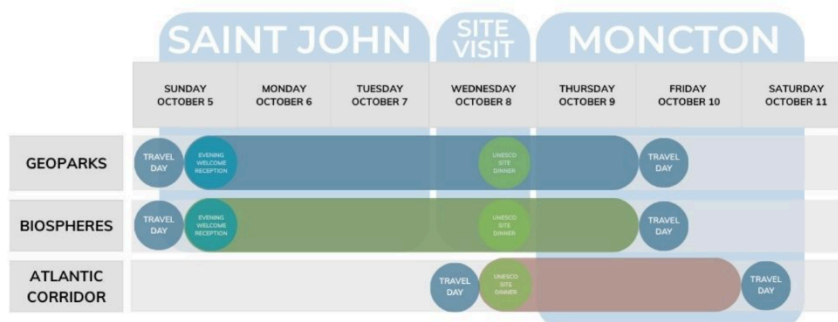 SAINT JOHN
SITE
VISIT
MONCTON
SUNDAY
OCTOBER 5
MONDAY
OCTOBER 6
TUESDAY
OCTOBER 7
WEDNESDAY
OCTOBER 8
THURSDAY
OCTOBER 9
FRIDAY
OCTOBER 10
SATURDAY
OCTOBER 11
GEOPARKS
TRAVEL
DAY
EVENING
WELCOME
RECEPTION
UNESCO
SITE
DINNER
TRAVEL
DAY
BIOSPHERES
TRAVEL
DAY
EVENING
WELCOME
RECEPTION
UNESCO
SITE
DINNER
TRAVEL
DAY
ATLANTIC
CORRIDOR
TRAVEL
DAY
UNESCO
SITE
DINNER
TRAVEL
DAY